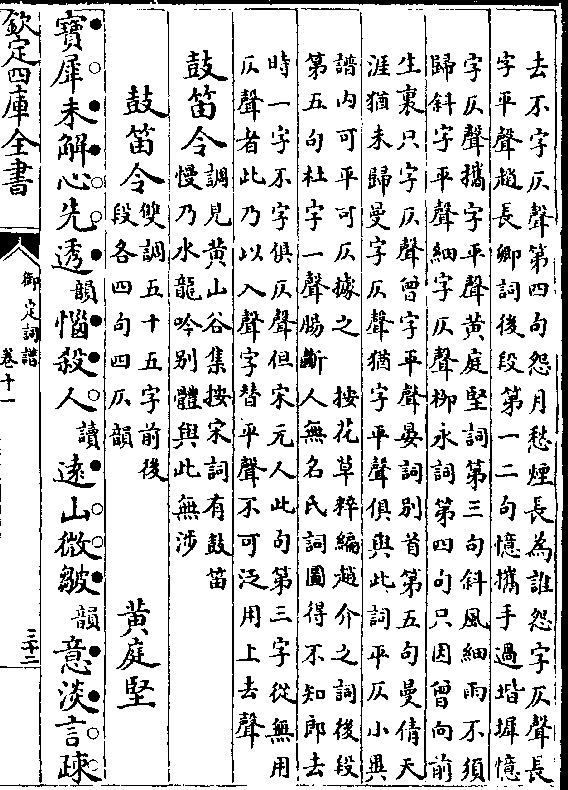 去不字仄聲第四句怨月愁煙長為誰怨字仄聲長
字平聲趙長卿詞後段第一二句憶攜手過堦墀憶
字仄聲攜字平聲黄庭堅詞第三句斜風細雨不須
歸斜字平聲細字仄聲柳永詞第四句只因曾向前
生裏只字仄聲曾字平聲晏詞别首第五句曼倩天
涯猶未歸曼字仄聲猶字平聲俱與此詞平仄小異
譜内可平可仄據之　按花草粹編趙介之詞後段
第五句杜宇一聲腸斷人無名氏詞圖得不知郎去
時一字不字俱仄聲但宋元人此句第三字從無用
仄聲者此乃以入聲字替平聲不可泛用上去聲
鼓笛令調見黄山谷集按宋詞有鼓笛
慢乃水龍吟别體與此無涉
鼓笛令雙調五十五字前後
段各四句四仄韻　黄庭堅
寶犀未解心先透韻惱殺人讀遠山微皺韻意淡言疎
欽定四庫全書
御定詞譜
卷十一
三十二